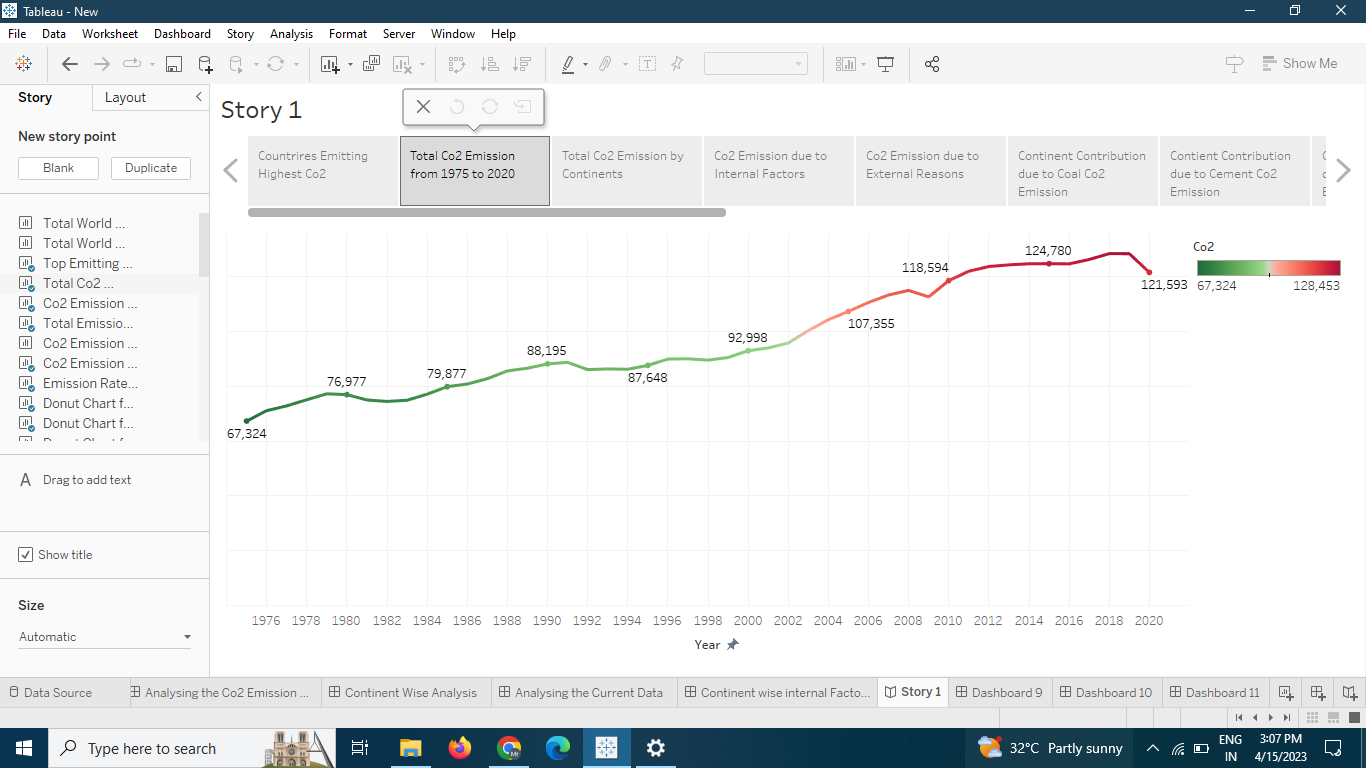 Tableau - New
File Data Worksheet Dashboard Story Analysis Format Server Window Help
Show Me
Story Layout
New story point
Blank Duplicate
Total World ...
Total World ...
Top Emitting ...
Total Co2 ...
Co2 Emission ...
Total Emissio...
Co2 Emission ...
Co2 Emission ...
Emission Rate...
Donut Chart f...
Donut Chart f...
Drag to add text
Show title
Size
Automatic
Story 1
Countrires Emitting
Highest Co2
Total Co2 Emission
from 1975 to 2020
Total Co2 Emission by
Continents
Co2 Emission due to
Internal Factors
Co2 Emission due to
External Reasons
Continent Contribution
due to Coal Co2
Emission
Contient Contribution
due to Cement Co2
Emission
67,324
76,977
79,877
88,195
87,648
92,998
107,355
118,594
124,780
121,593
Co2
67,324 128,453
1976 1978 1980 1982 1984 1986 1988 1990 1992 1994 1996 1998 2000 2002 2004 2006 2008 2010 2012 2014 2016 2018 2020
Year
Data Source Analysing the Co2 Emission ... Continent Wise Analysis Analysing the Current Data Continent wise internal Facto... Story 1 Dashboard 9 Dashboard 10 Dashboard 11
Type here to search
32°C Partly sunny
ENG
IN
3:07 PM
4/15/2023